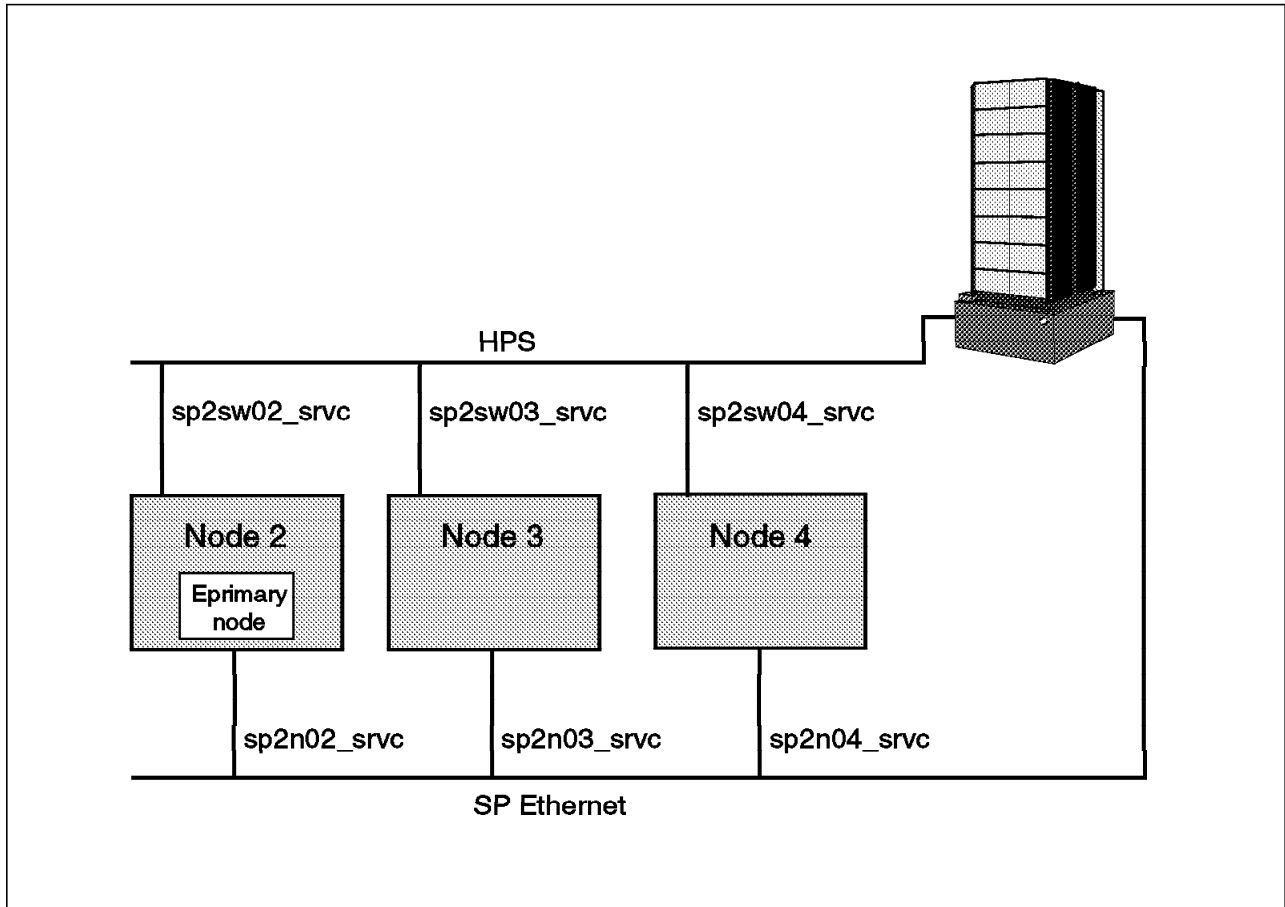 HPS
sp2sw02_srvc
sp2sw03_srvc
sp2sw04_srvc
Node 2
Node 3
Node 4
Eprimary
node
sp2n02_srvc
sp2n03_srvc
sp2n04_srvc
SP Ethernet